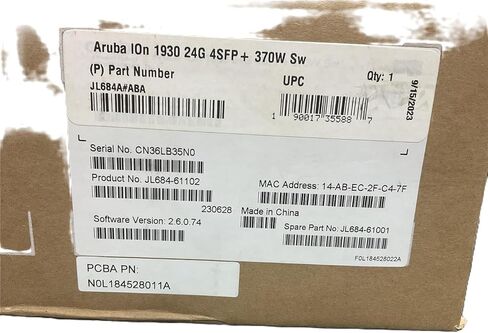 Aruba IOn 1930 24G 4SFP+ 370W Sw
(P) Part Number
JL684A#ABA
UPC
Qty: 1
1 90017 35588 7
9/15/2023
Serial No. CN36LB35N0
Product No. JL684-61102
MAC Address: 14-AB-EC-2F-C4-7F
230628
Made in China
Software Version: 2.6.0.74
Spare Part No: JL684-61001
F0L184528022A
PCBA PN:
N0L184528011A